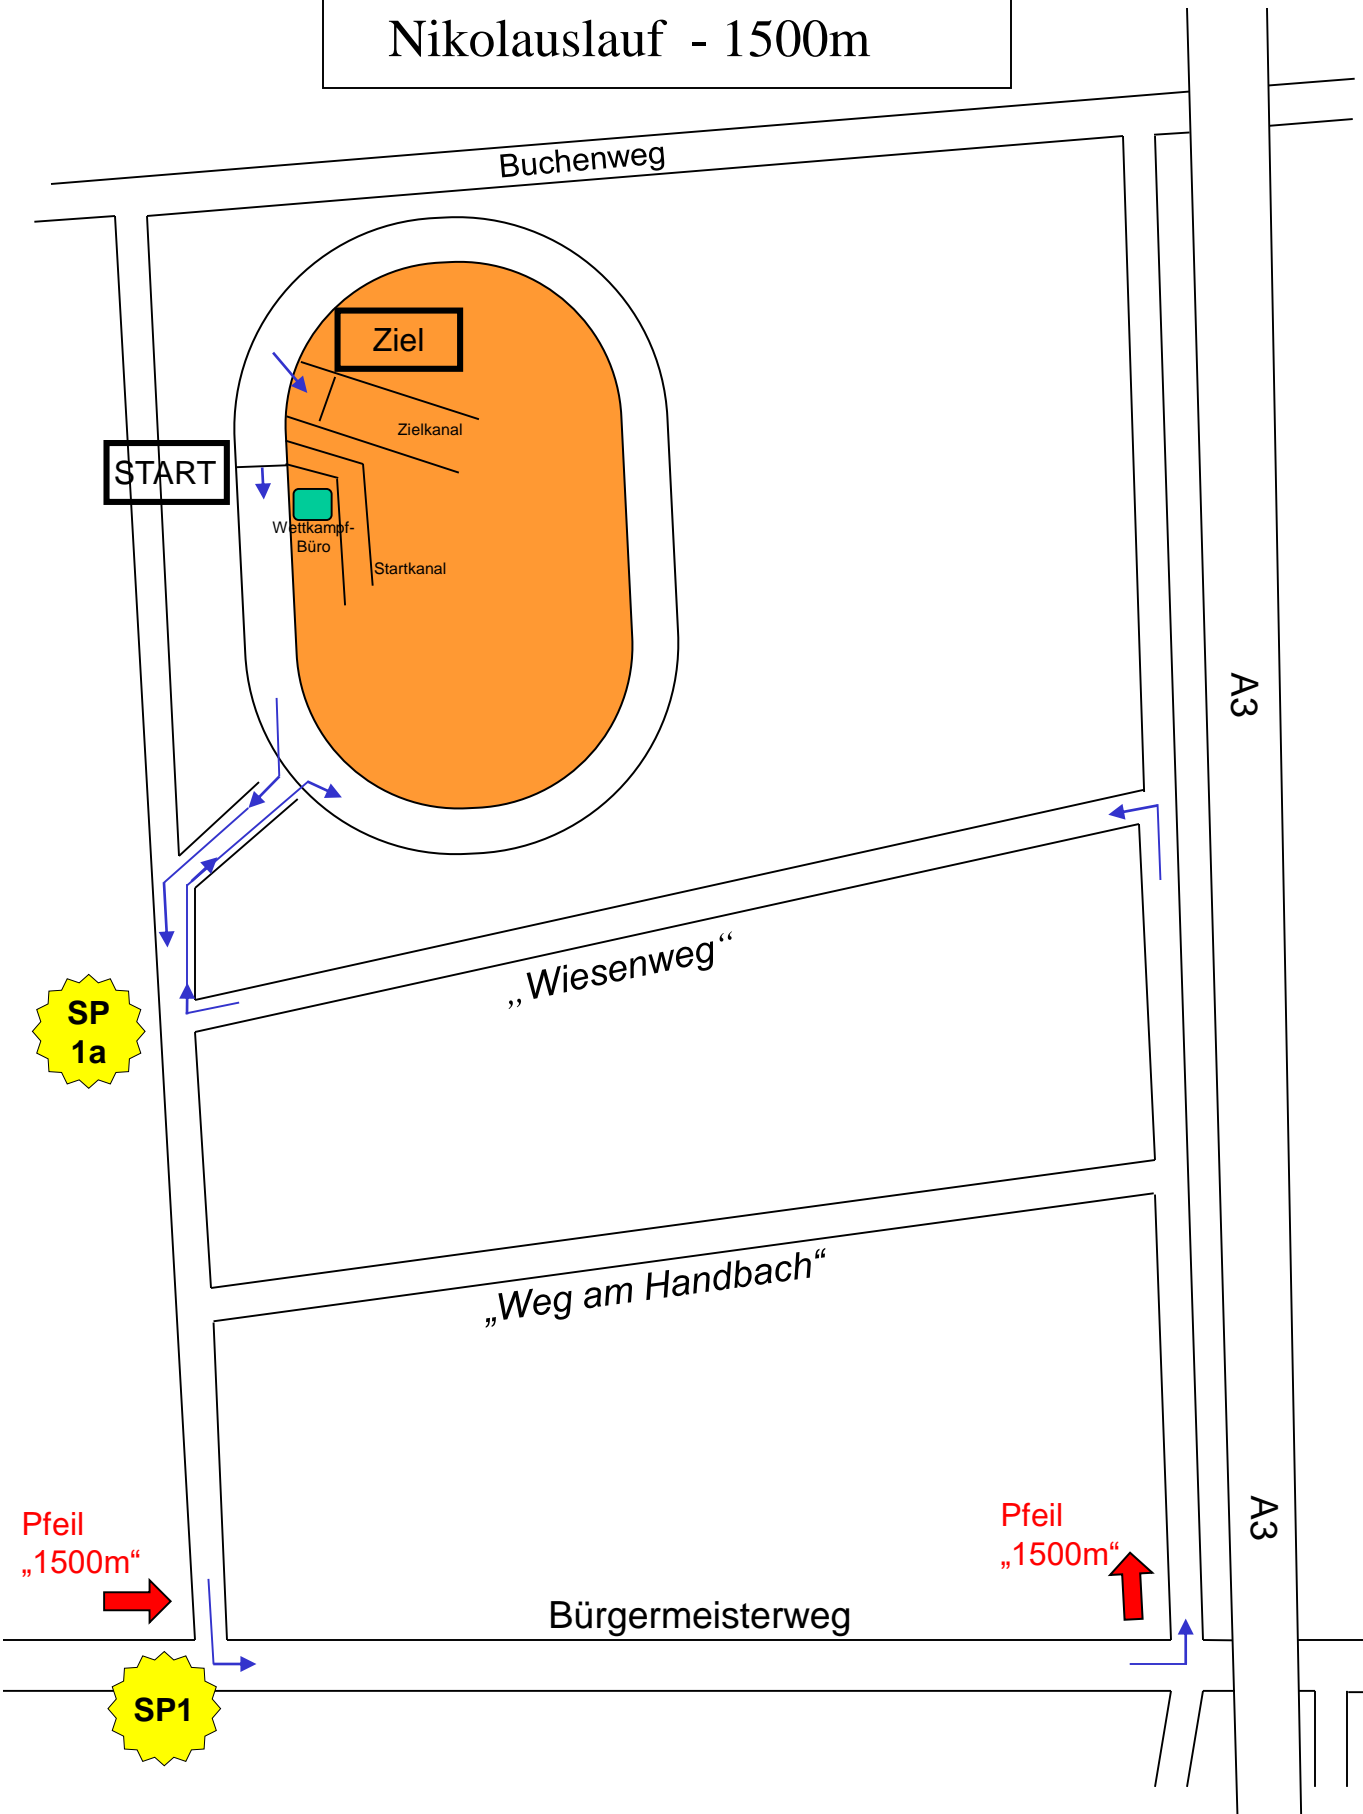 Nikolauslauf - 1500m
Buchenweg
Ziel
Zielkanal
START
Wettkampf-
Büro
Startkanal
A3
„Wiesenweg“
SP
1a
„Weg am Handbach“
A3
Pfeil
„1500m“
Pfeil
„1500m“
Bürgermeisterweg
SP1